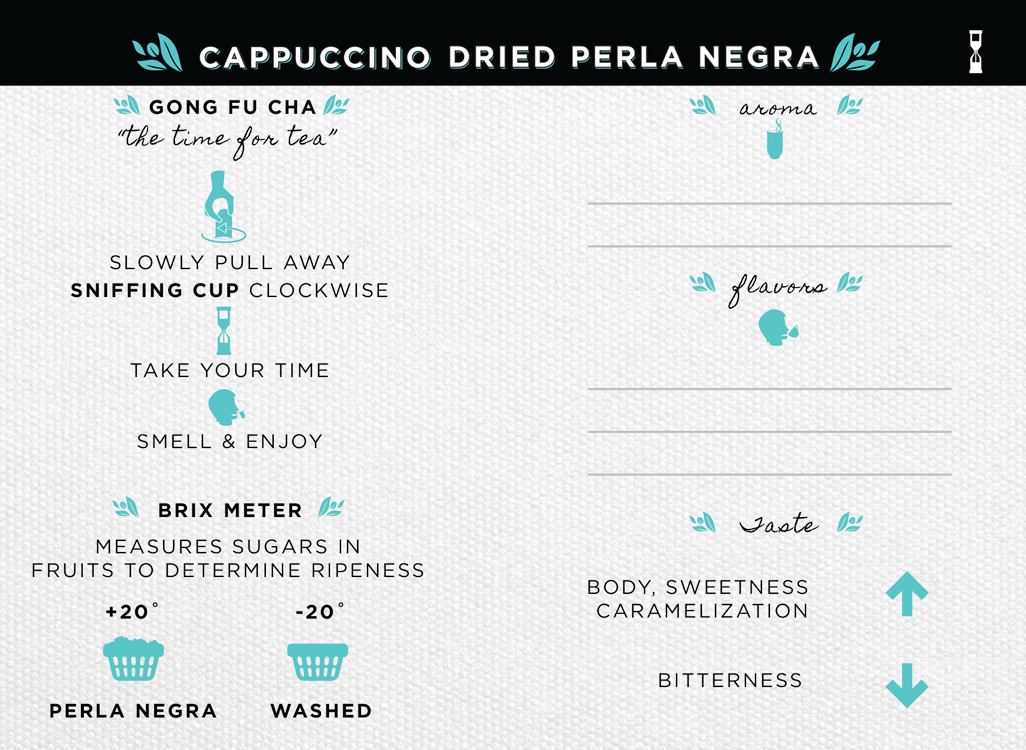 CAPPUCCINO DRIED PERLA NEGRA
GONG FU CHA
"the time for tea"
SLOWLY PULL AWAY
SNIFFING CUP CLOCKWISE
TAKE YOUR TIME
SMELL & ENJOY
BRIX METER
MEASURES SUGARS IN
FRUITS TO DETERMINE RIPENESS
+20°
-20°
PERLA NEGRA
WASHED
aroma
flavors
Taste
BODY, SWEETNESS
CARAMELIZATION
BITTERNESS